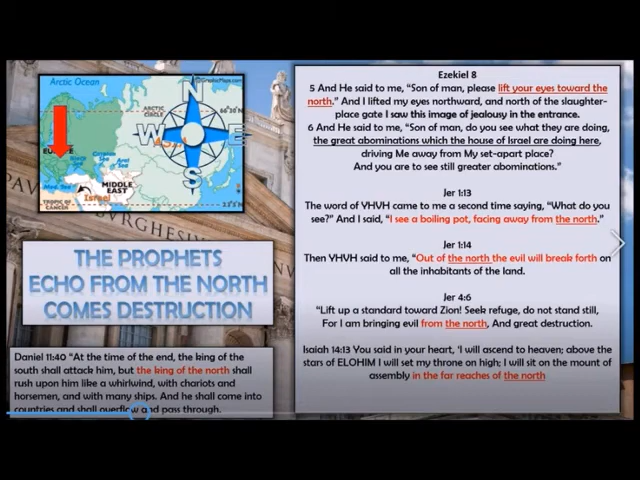 Arctic Ocean
©GraphicMaps.com
ARCTIC CIRCLE
60° 30' N
N
W
E
S
EUROPE
Black Sea
Caspian Sea
Aral Sea
Med. Sea
MIDDLE EAST
Israel
TROPIC OF CANCER
THE PROPHETS
ECHO FROM THE NORTH
COMES DESTRUCTION
Daniel 11:40 “At the time of the end, the king of the
south shall attack him, but the king of the north shall
rush upon him like a whirlwind, with chariots and
horsemen, and with many ships. And he shall come into
countries and shall overflow and pass through.
Ezekiel 8
5 And He said to me, “Son of man, please lift your eyes toward the
north.” And I lifted my eyes northward, and north of the slaughter-
place gate I saw this image of jealousy in the entrance.
6 And He said to me, “Son of man, do you see what they are doing,
the great abominations which the house of Israel are doing here,
driving Me away from My set-apart place?
And you are to see still greater abominations.”
Jer 1:13
The word of YHVH came to me a second time saying, “What do you
see?” And I said, “I see a boiling pot, facing away from the north.”
Jer 1:14
Then YHVH said to me, “Out of the north the evil will break forth on
all the inhabitants of the land.
Jer 4:6
“Lift up a standard toward Zion! Seek refuge, do not stand still,
For I am bringing evil from the north, And great destruction.
Isaiah 14:13 You said in your heart, ‘I will ascend to heaven; above the
stars of ELOHIM I will set my throne on high; I will sit on the mount of
assembly in the far reaches of the north